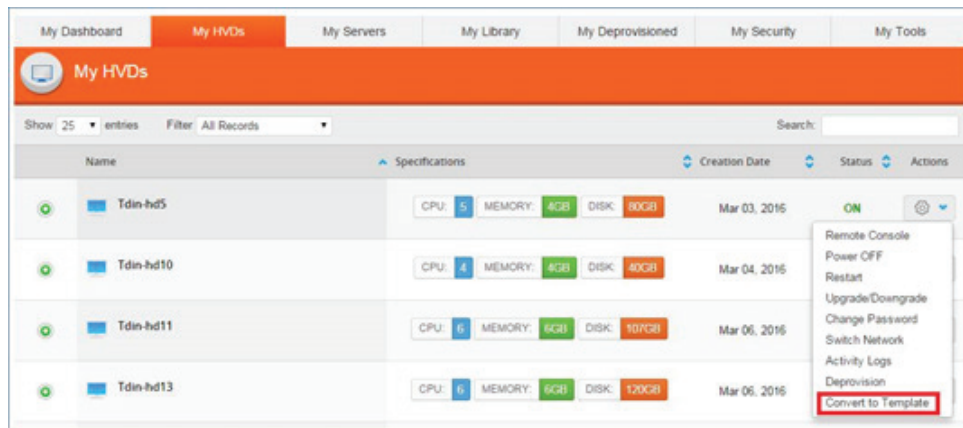 My Dashboard My HVDs My Servers My Library My Deprovisioned My Security My Tools
My HVDs
Show 25 entries Filter All Records Search:
Name Specifications Creation Date Status Actions
Tdin-hd5 CPU: 5 MEMORY: 4GB DISK: 80GB Mar 03, 2016 ON
Remote Console
Power OFF
Tdin-hd10 CPU: 4 MEMORY: 4GB DISK: 40GB Mar 04, 2016
Restart
Upgrade/Downgrade
Change Password
Tdin-hd11 CPU: 6 MEMORY: 6GB DISK: 107GB Mar 06, 2016
Switch Network
Activity Logs
Deprovision
Tdin-hd13 CPU: 6 MEMORY: 6GB DISK: 120GB Mar 06, 2016
Convert to Template